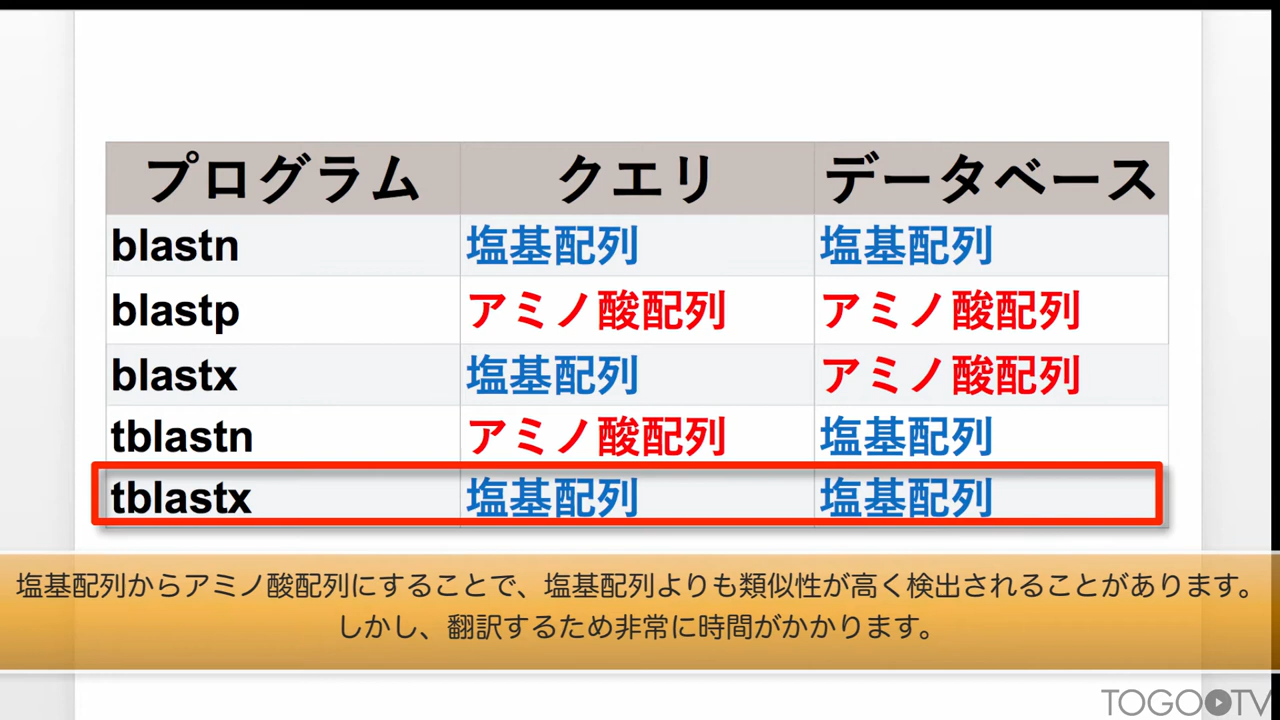 プログラム クエリ データベース
blastn 塩基配列 塩基配列
blastp アミノ酸配列 アミノ酸配列
blastx 塩基配列 アミノ酸配列
tblastn アミノ酸配列 塩基配列
tblastx 塩基配列 塩基配列
塩基配列からアミノ酸配列にすることで、塩基配列よりも類似性が高く検出されることがあります。
しかし、翻訳するため非常に時間がかかります。
TOGO TV